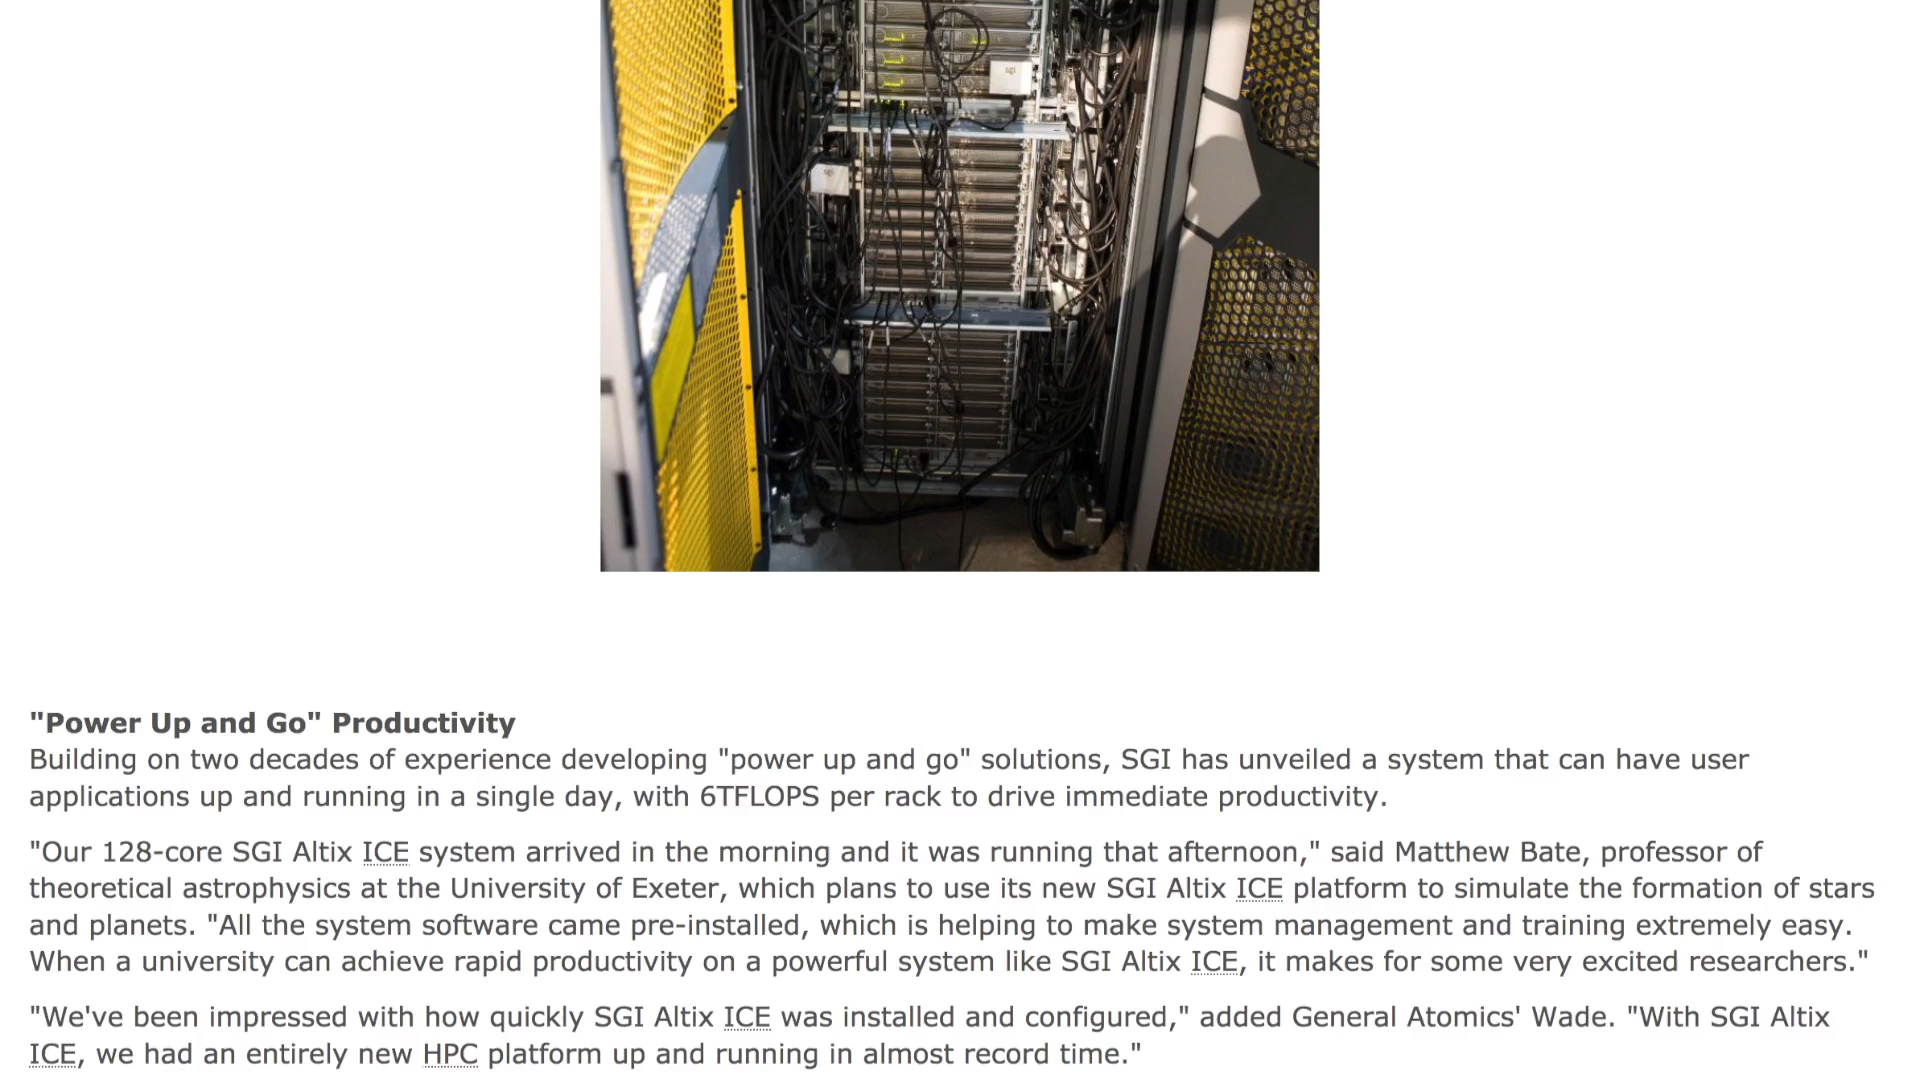 sgi
sgi
"Power Up and Go" Productivity
Building on two decades of experience developing "power up and go" solutions, SGI has unveiled a system that can have user
applications up and running in a single day, with 6TFLOPS per rack to drive immediate productivity.
"Our 128-core SGI Altix ICE system arrived in the morning and it was running that afternoon," said Matthew Bate, professor of
theoretical astrophysics at the University of Exeter, which plans to use its new SGI Altix ICE platform to simulate the formation of stars
and planets. "All the system software came pre-installed, which is helping to make system management and training extremely easy.
When a university can achieve rapid productivity on a powerful system like SGI Altix ICE, it makes for some very excited researchers."
"We've been impressed with how quickly SGI Altix ICE was installed and configured," added General Atomics' Wade. "With SGI Altix
ICE, we had an entirely new HPC platform up and running in almost record time."